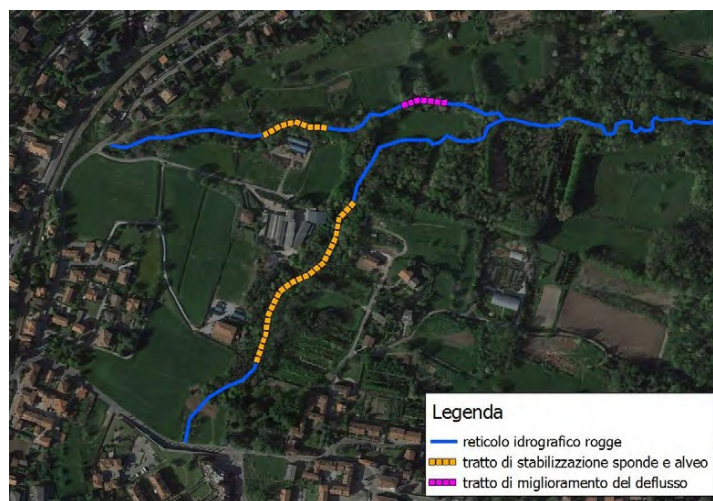 Legenda
reticolo idrografico rogge
tratto di stabilizzazione sponde e alveo
tratto di miglioramento del deflusso